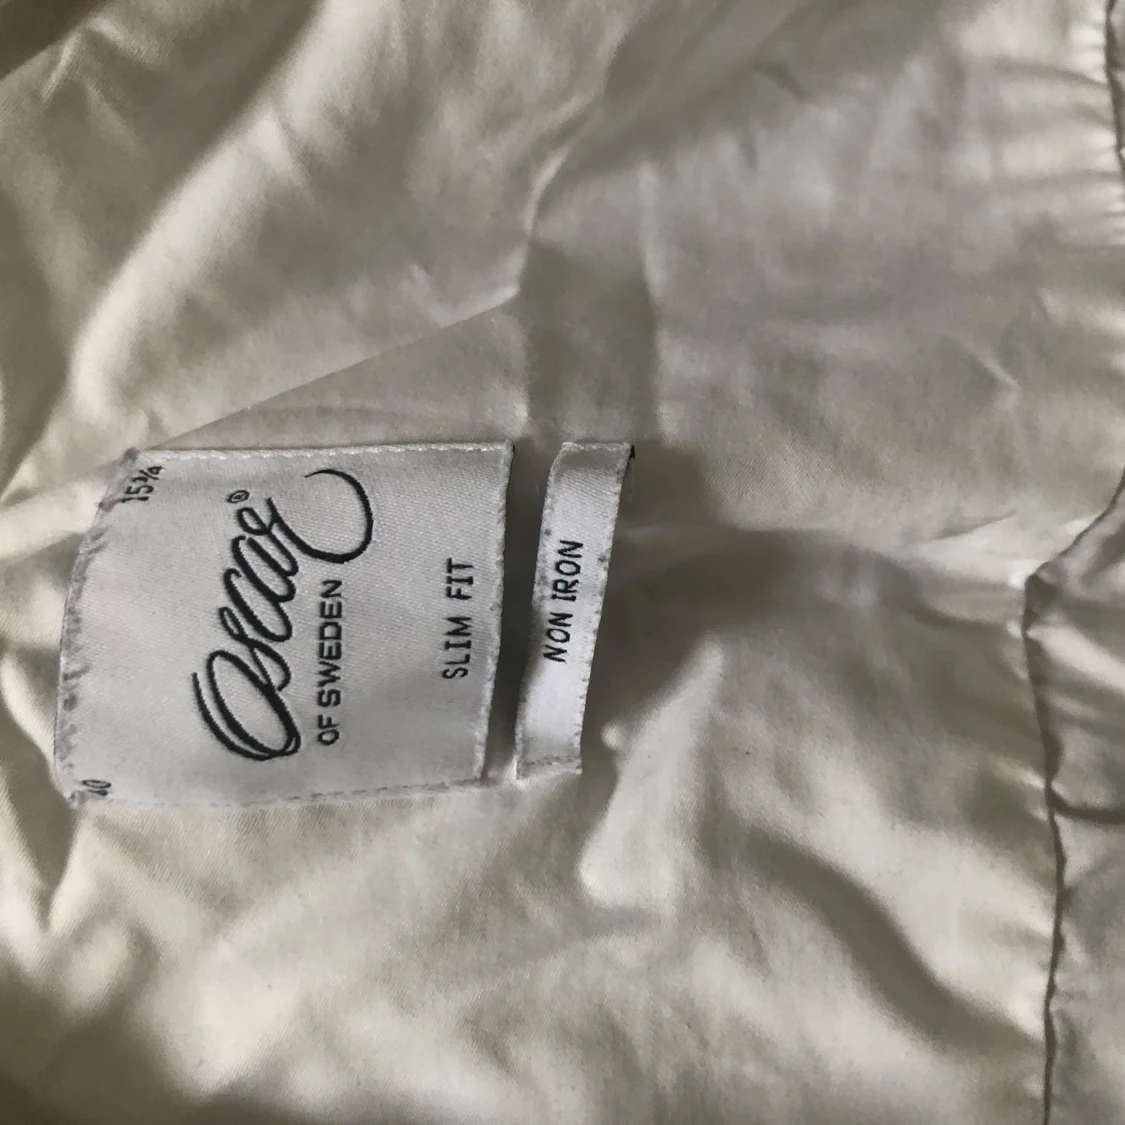 40 15¾
Oscar®
OF SWEDEN
SLIM FIT
NON IRON